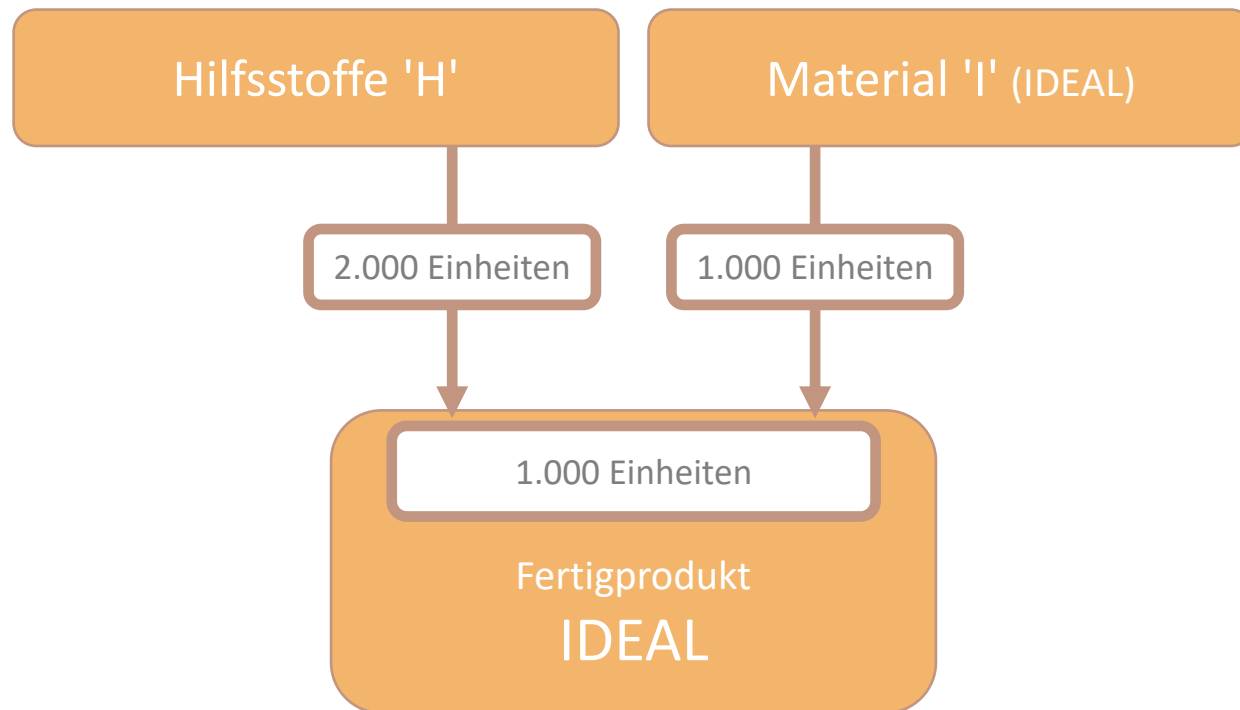 Hilfsstoffe 'H'
Material 'I' (IDEAL)
2.000 Einheiten
1.000 Einheiten
1.000 Einheiten
Fertigprodukt
IDEAL